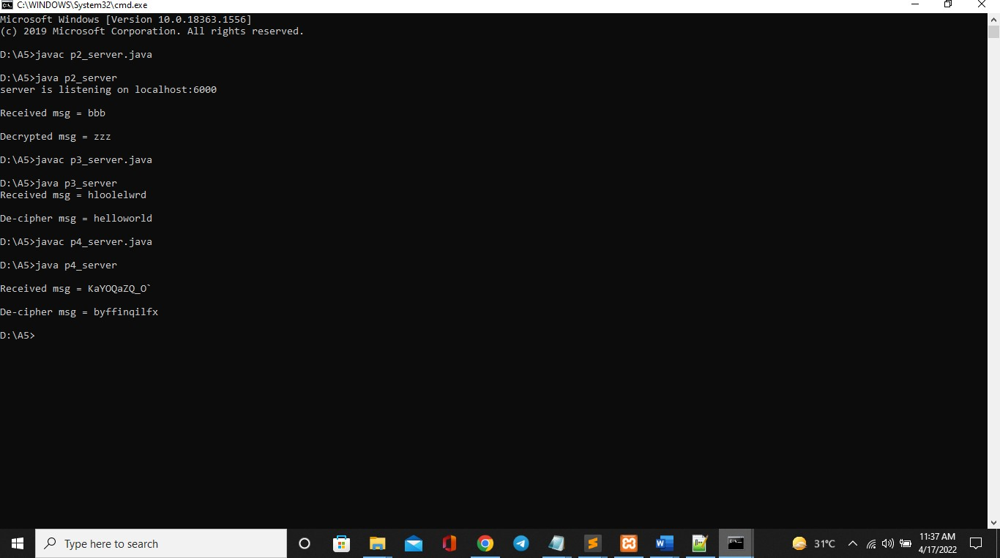 C:\WINDOWS\System32\cmd.exe
Microsoft Windows [Version 10.0.18363.1556]
(c) 2019 Microsoft Corporation. All rights reserved.
D:\A5>javac p2_server.java
D:\A5>java p2_server
server is listening on localhost:6000
Received msg = bbb
Decrypted msg = zzz
D:\A5>javac p3_server.java
D:\A5>java p3_server
Received msg = hloolelwrd
De-cipher msg = helloworld
D:\A5>javac p4_server.java
D:\A5>java p4_server
Received msg = KaYOQaZQ_O`
De-cipher msg = byffinqilfx
D:\A5>
Type here to search
31°C
11:37 AM
4/17/2022